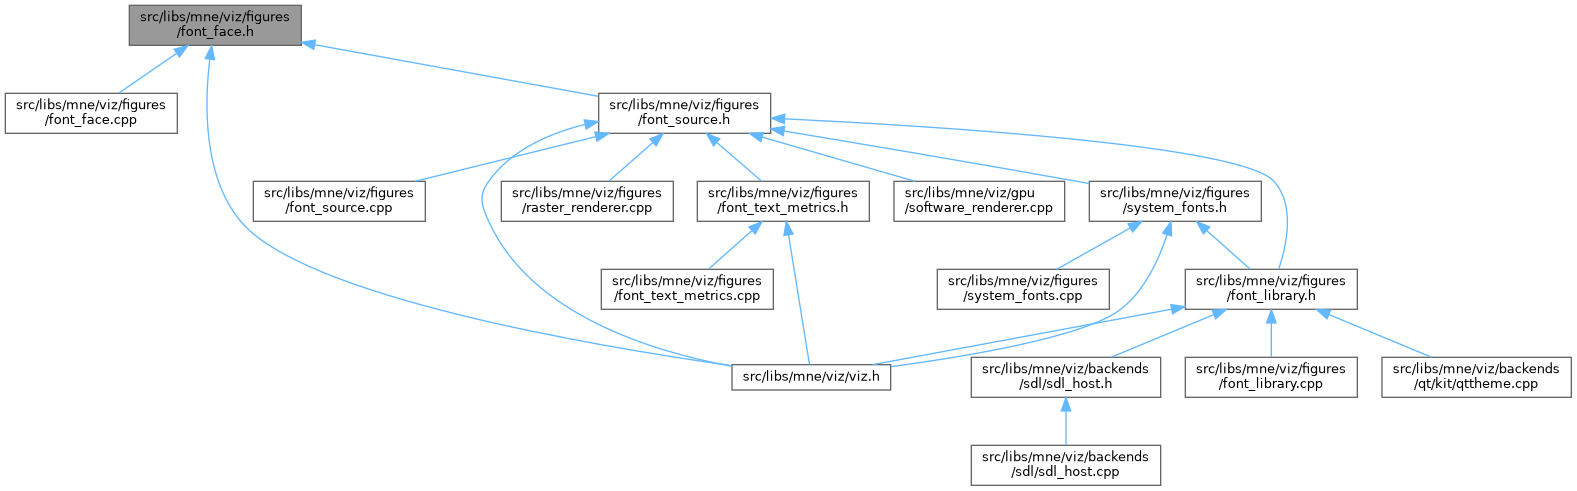 src/libs/mne/viz/figures
/font_face.h
src/libs/mne/viz/figures
/font_face.cpp
src/libs/mne/viz/figures
/font_source.h
src/libs/mne/viz/figures
/font_source.cpp
src/libs/mne/viz/figures
/raster_renderer.cpp
src/libs/mne/viz/figures
/font_text_metrics.h
src/libs/mne/viz/gpu
/software_renderer.cpp
src/libs/mne/viz/figures
/system_fonts.h
src/libs/mne/viz/figures
/font_text_metrics.cpp
src/libs/mne/viz/figures
/system_fonts.cpp
src/libs/mne/viz/figures
/font_library.h
src/libs/mne/viz/viz.h
src/libs/mne/viz/backends
/sdl/sdl_host.h
src/libs/mne/viz/figures
/font_library.cpp
src/libs/mne/viz/backends
/qt/kit/qttheme.cpp
src/libs/mne/viz/backends
/sdl/sdl_host.cpp